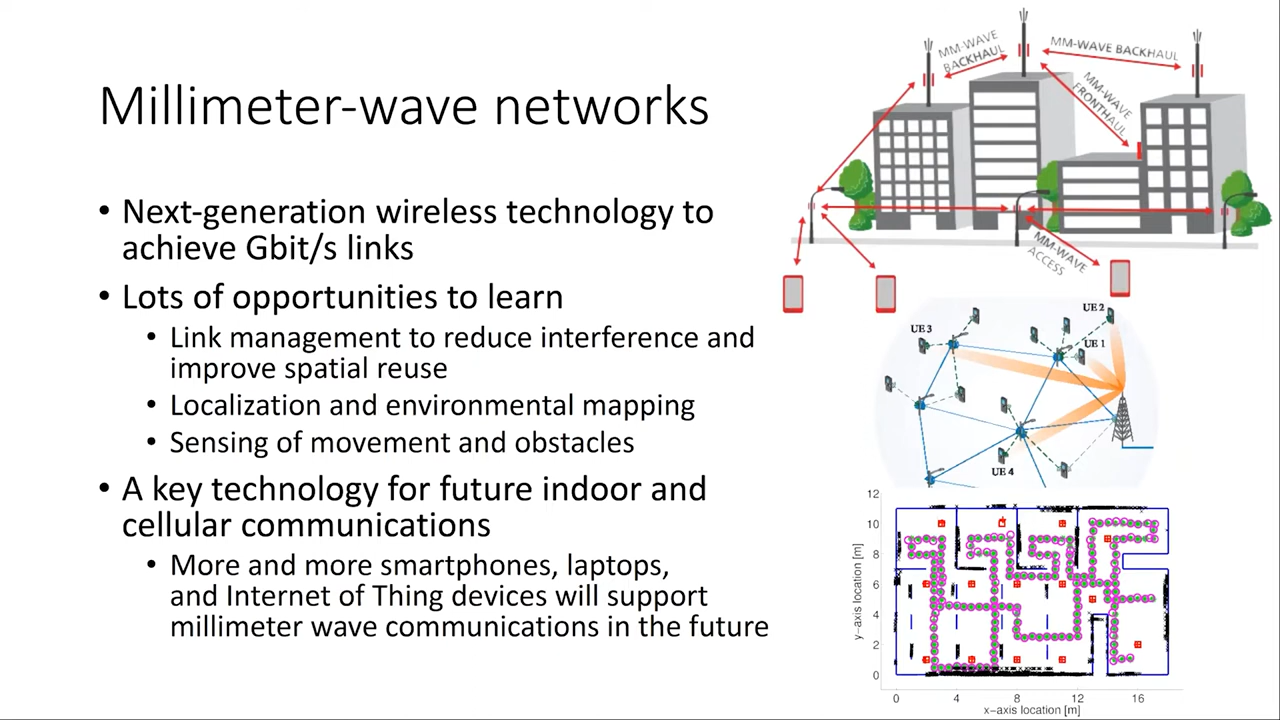 Millimeter-wave networks
• Next-generation wireless technology to
achieve Gbit/s links
• Lots of opportunities to learn
• Link management to reduce interference and
improve spatial reuse
• Localization and environmental mapping
• Sensing of movement and obstacles
• A key technology for future indoor and
cellular communications
• More and more smartphones, laptops,
and Internet of Thing devices will support
millimeter wave communications in the future
MM-WAVE
BACKHAUL
MM-WAVE BACKHAUL
MM-WAVE
FRONTHAUL
MM-WAVE
ACCESS
UE 2
UE 3
UE 1
UE 4
12
10
8
6
4
2
0
y-axis location [m]
0 4 8 12 16
x-axis location [m]